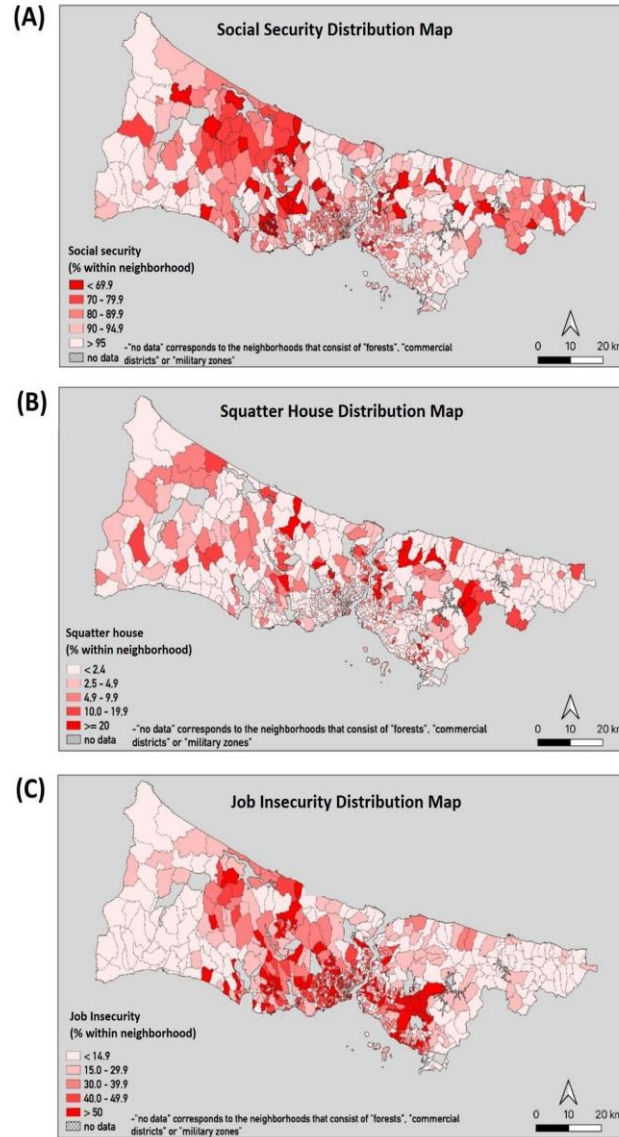 (A)
Social Security Distribution Map
Social security
(% within neighborhood)
< 69.9
70 - 79.9
80 - 89.9
90 - 94.9
> 95
no data
-"no data" corresponds to the neighborhoods that consist of "forests", "commercial
districts" or "military zones"
0 10 20 km
(B)
Squatter House Distribution Map
Squatter house
(% within neighborhood)
< 2.4
2.5 - 4.9
4.9 - 9.9
10.0 - 19.9
>= 20
no data
-"no data" corresponds to the neighborhoods that consist of "forests", "commercial
districts" or "military zones"
0 10 20 km
(C)
Job Insecurity Distribution Map
Job Insecurity
(% within neighborhood)
< 14.9
15.0 - 29.9
30.0 - 39.9
40.0 - 49.9
> 50
no data
-"no data" corresponds to the neighborhoods that consist of "forests", "commercial
districts" or "military zones"
0 10 20 km